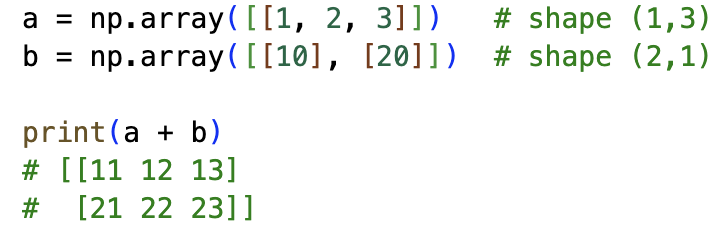 a = np.array([[1, 2, 3]])   # shape (1,3)
b = np.array([[10], [20]])  # shape (2,1)

print(a + b)
# [[11 12 13]
#  [21 22 23]]